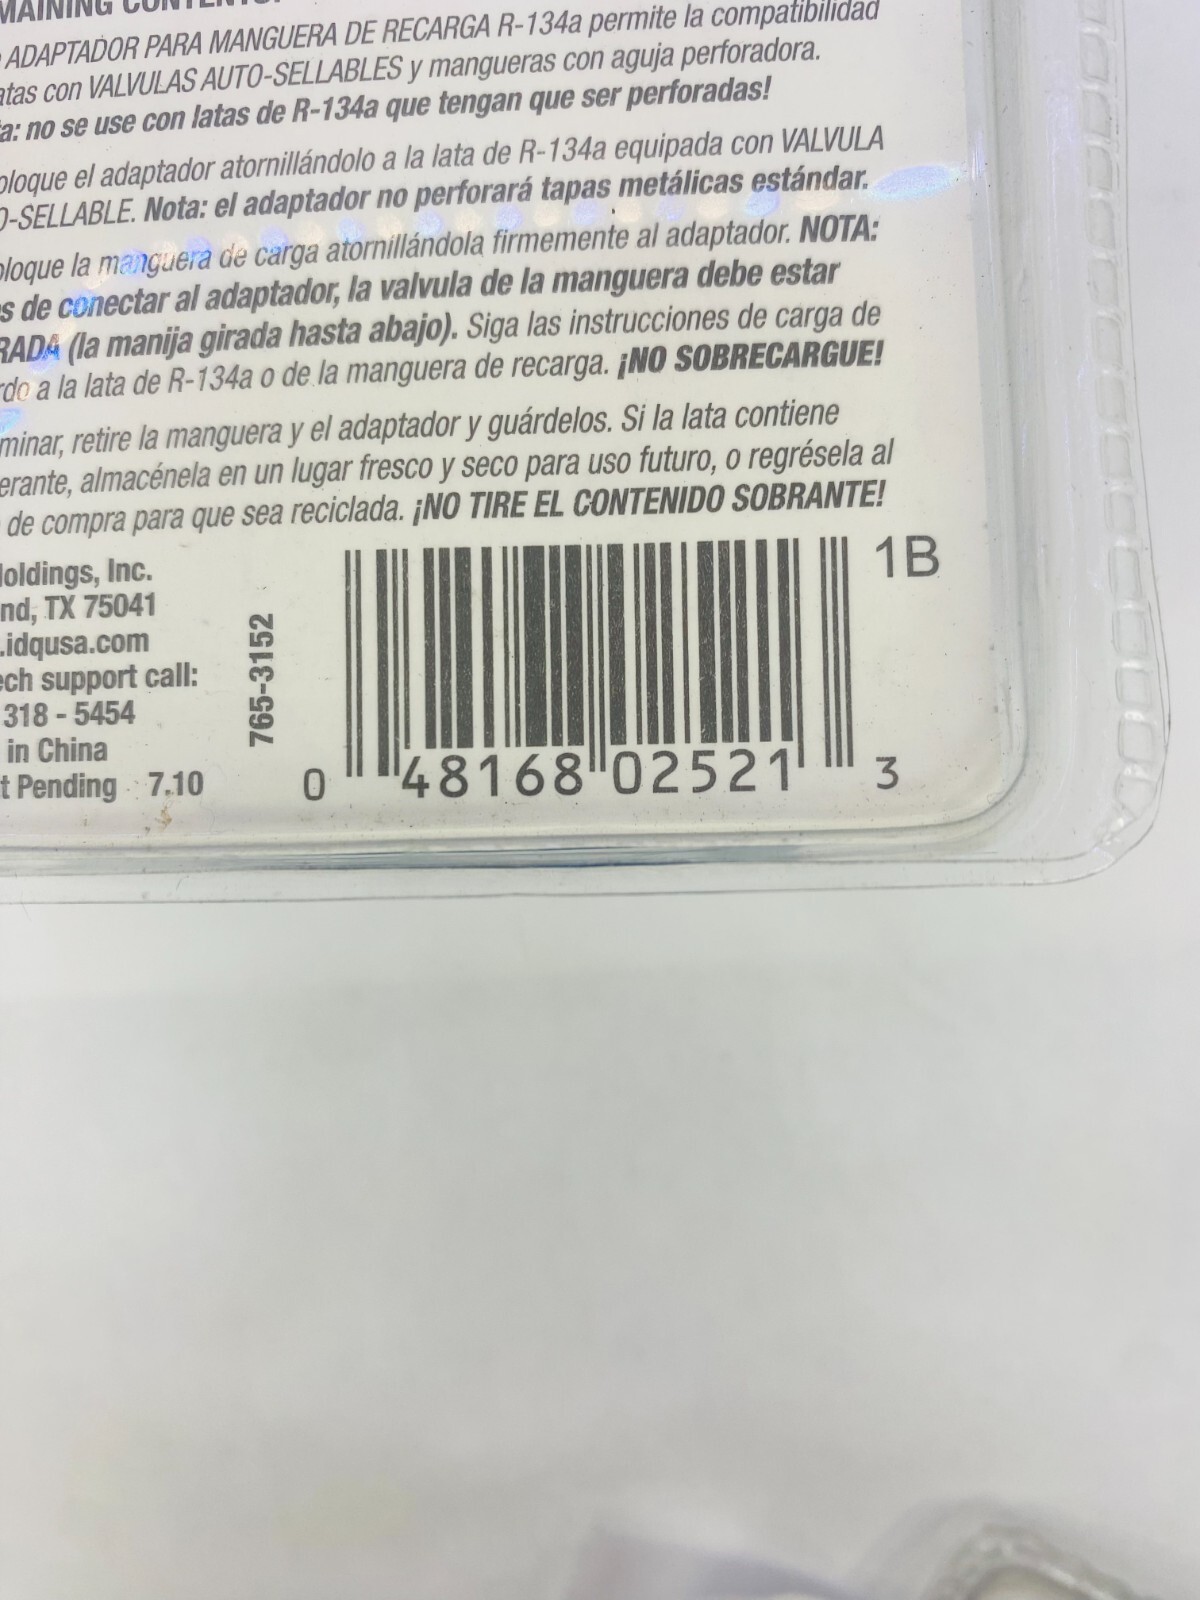 MAINING CONTENTS.
ADAPTADOR PARA MANGUERA DE RECARGA R-134a permite la compatibilidad
atas con VALVULAS AUTO-SELLABLES y mangueras con aguja perforadora.
ta: no se use con latas de R-134a que tengan que ser perforadas!
oloque el adaptador atornillándolo a la lata de R-134a equipada con VALVULA
O-SELLABLE. Nota: el adaptador no perforará tapas metálicas estándar.
oloque la manguera de carga atornillándola firmemente al adaptador. NOTA:
s de conectar al adaptador, la valvula de la manguera debe estar
RADA (la manija girada hasta abajo). Siga las instrucciones de carga de
rdo a la lata de R-134a o de la manguera de recarga. ¡NO SOBRECARGUE!
minar, retire la manguera y el adaptador y guárdelos. Si la lata contiene
erante, almacénela en un lugar fresco y seco para uso futuro, o regrésela al
de compra para que sea reciclada. ¡NO TIRE EL CONTENIDO SOBRANTE!
Holdings, Inc.
nd, TX 75041
.idqusa.com
ech support call:
318 - 5454
in China
t Pending 7.10
765-3152
1B
0 48168 02521 3